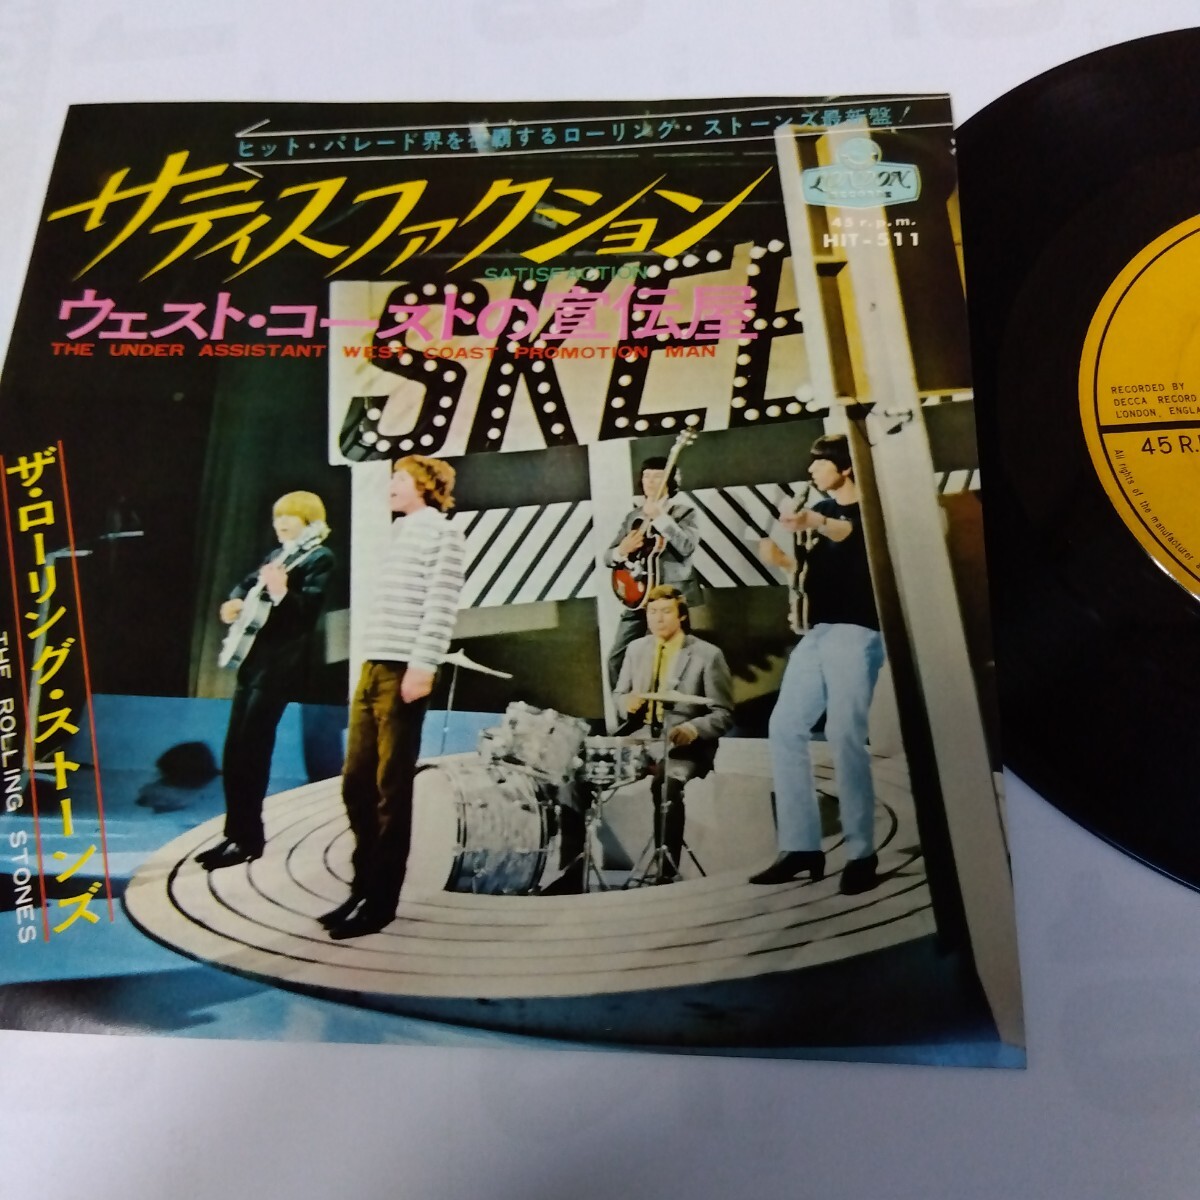 ヒット・パレード界を征覇するローリング・ストーンズ最新盤!
LONDON
RECORDS
45 r.p.m.
HIT-511
サティスファクション
SATISFACTION
ウェスト・コーストの宣伝屋
THE UNDER ASSISTANT WEST COAST PROMOTION MAN
SKEE
ザ・ローリング・ストーンズ
THE ROLLING STONES
RECORDED BY
DECCA RECORD
LONDON, ENGLA
45 R.
All rights of the manufacturer